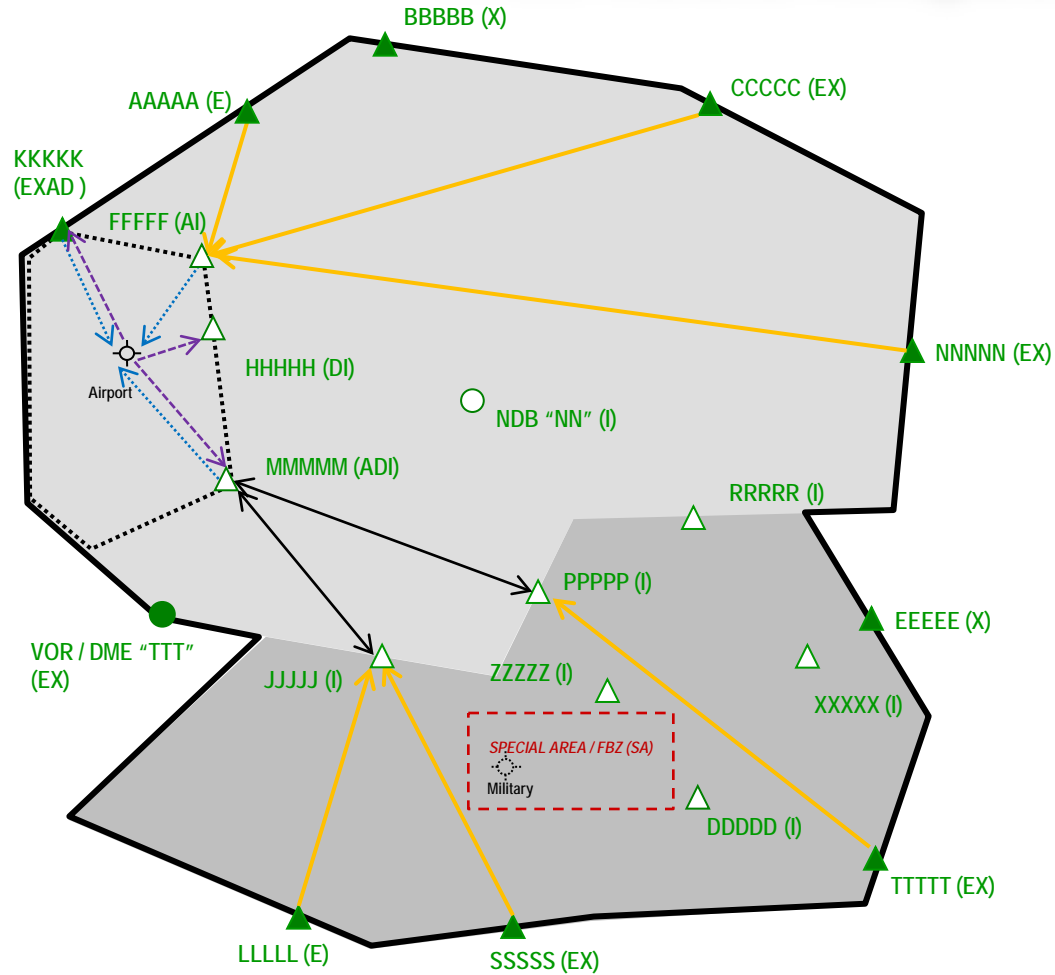 BBBBB (X)
CCCCC (EX)
AAAAA (E)
KKKKK
(EXAD )
FFFFF (AI)
NNNNN (EX)
HHHHH (DI)
Airport
NDB “NN” (I)
MMMMM (ADI)
RRRRR (I)
PPPPP (I)
EEEEE (X)
VOR / DME “TTT”
(EX)
JJJJJ (I)
ZZZZZ (I)
XXXXX (I)
SPECIAL AREA / FBZ (SA)
Military
DDDDD (I)
TTTTT (EX)
LLLLL (E)
SSSSS (EX)